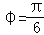 Φ = π/6